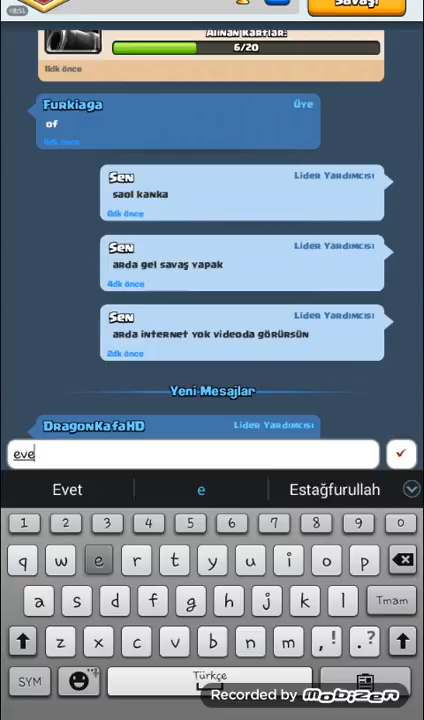 Savaşı
Alınan Kartlar:
6/20
11dk önce
Furkiaga Üye
of
Sen Lider Yardımcısı
saol kanka
6dk önce
Sen Lider Yardımcısı
arda gel savaş yapak
4dk önce
Sen Lider Yardımcısı
arda internet yok videoda görürsün
2dk önce
Yeni Mesajlar
DragonKafaHD Lider Yardımcısı
eve
Evet e Estağfurullah
1 2 3 4 5 6 7 8 9 0
q w e r t y u i o p
a s d f g h j k l Tmam
z x c v b n m , ! . ?
SYM Türkçe
Recorded by Mobizen